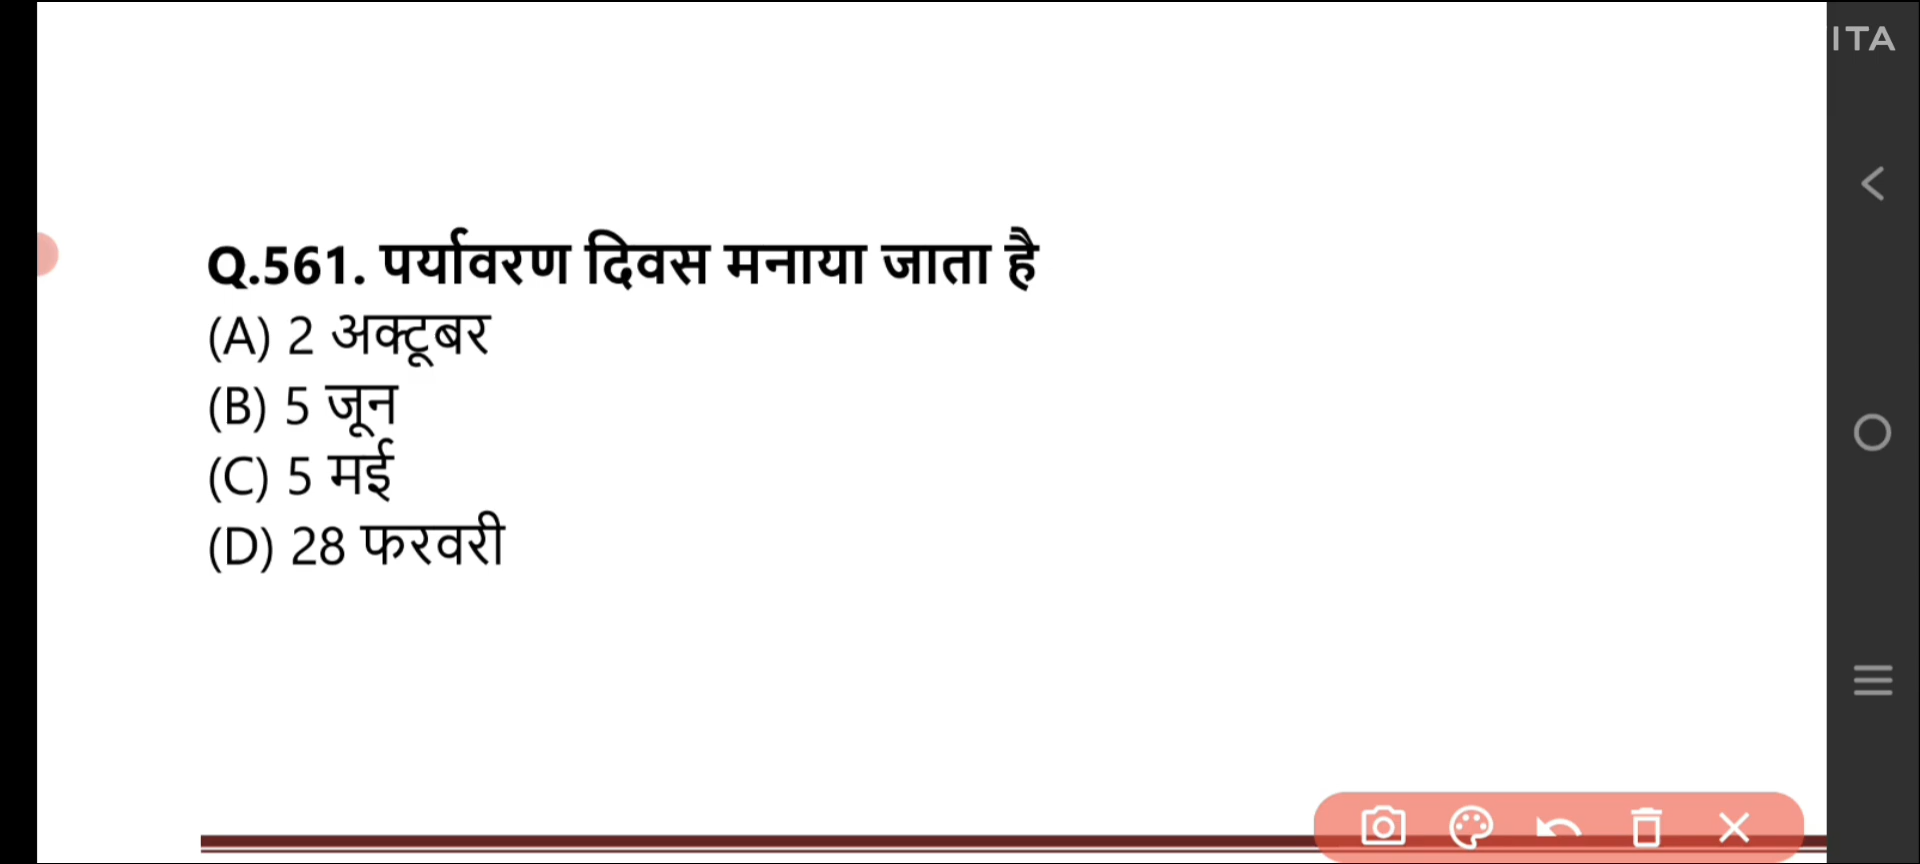 ITA
Q.561. पर्यावरण दिवस मनाया जाता है
(A) 2 अक्टूबर
(B) 5 जून
(C) 5 मई
(D) 28 फरवरी